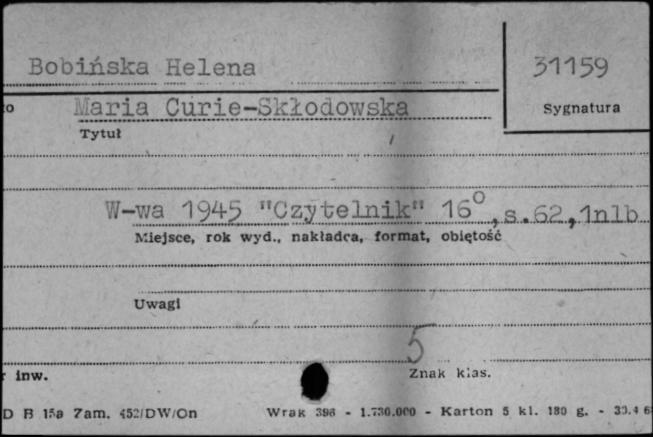 Bobińska Helena
31159
Sygnatura
Maria Curie-Skłodowska
Tytuł
W-wa 1945 "Czytelnik" 16°, s. 62, 1nlb
Miejsce, rok wyd., nakładca, format, objętość
Uwagi
5
r inw.
Znak klas.
D B 15a Zam. 452/DW/On Wrak 396 - 1.730.000 - Karton 5 kl. 180 g. -